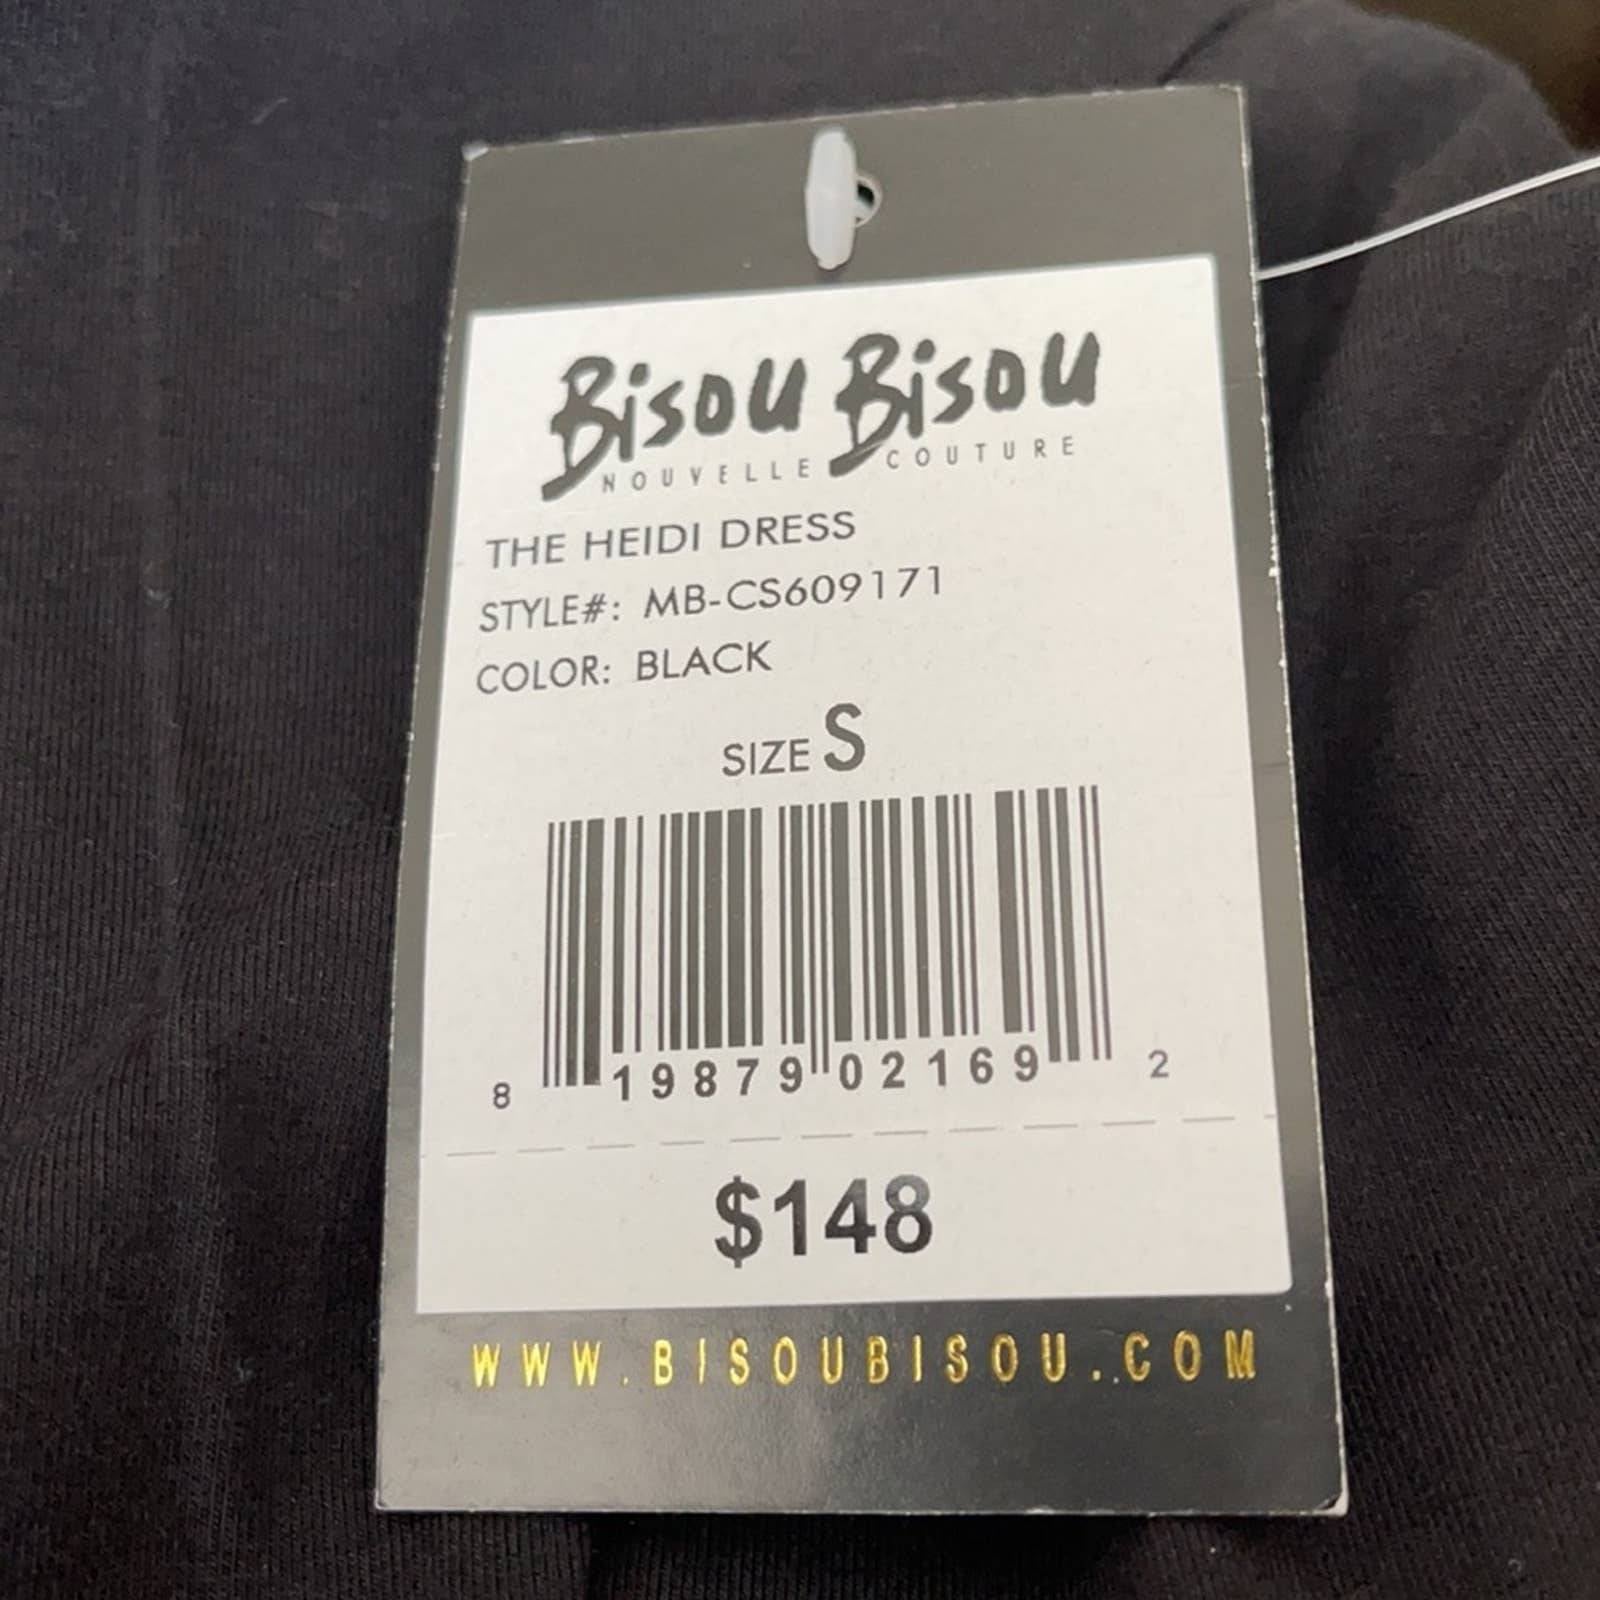 Bisou Bisou
NOUVELLE COUTURE
THE HEIDI DRESS
STYLE#: MB-CS609171
COLOR: BLACK
SIZE S
8 19879 02169 2
$148
WWW.BISOUBISOU.COM